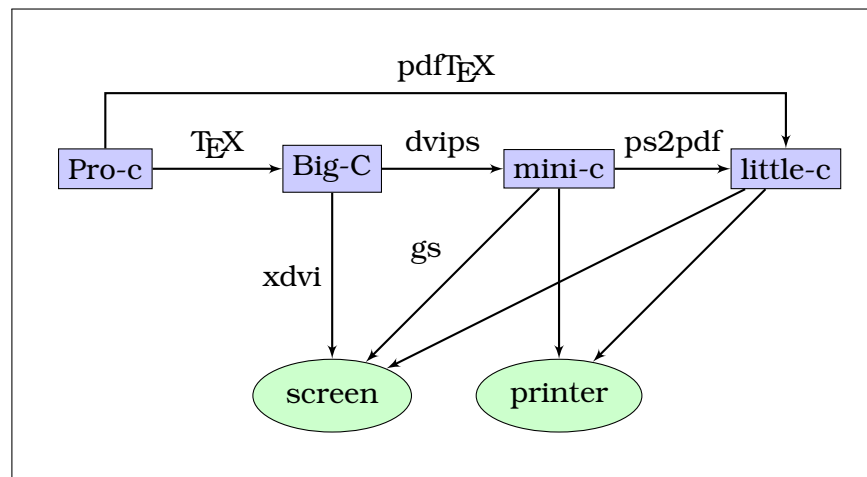 pdfTEX
TEX dvips ps2pdf
Pro-c Big-C mini-c little-c
gs
xdvi
screen printer